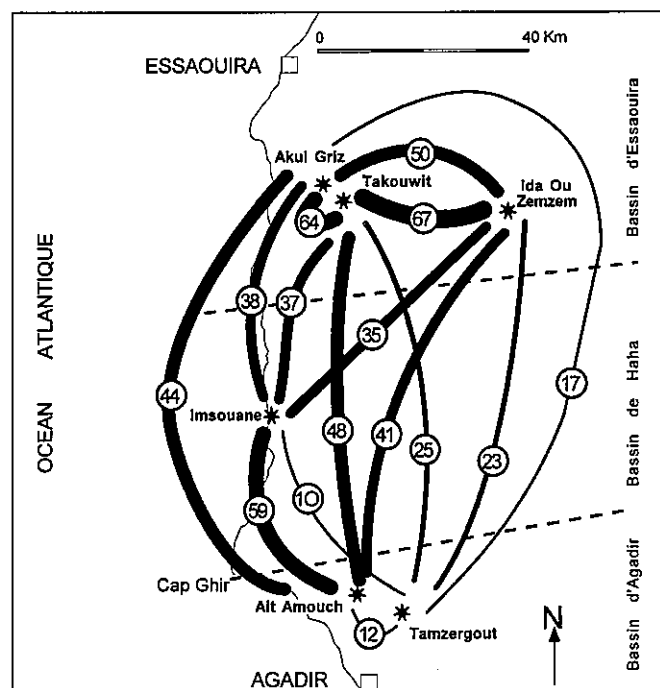 0 40 Km
ESSAOUIRA
Bassin d'Essaouira
50
Akul Griz
Takouwit
Ida Ou
Zemzem
64
67
OCEAN ATLANTIQUE
38
37
35
17
44
Bassin de Haha
Imsouane
48
41
25
23
10
59
Cap Ghir
Bassin d'Agadir
Ait Amouch
N
12
Tamzergout
AGADIR